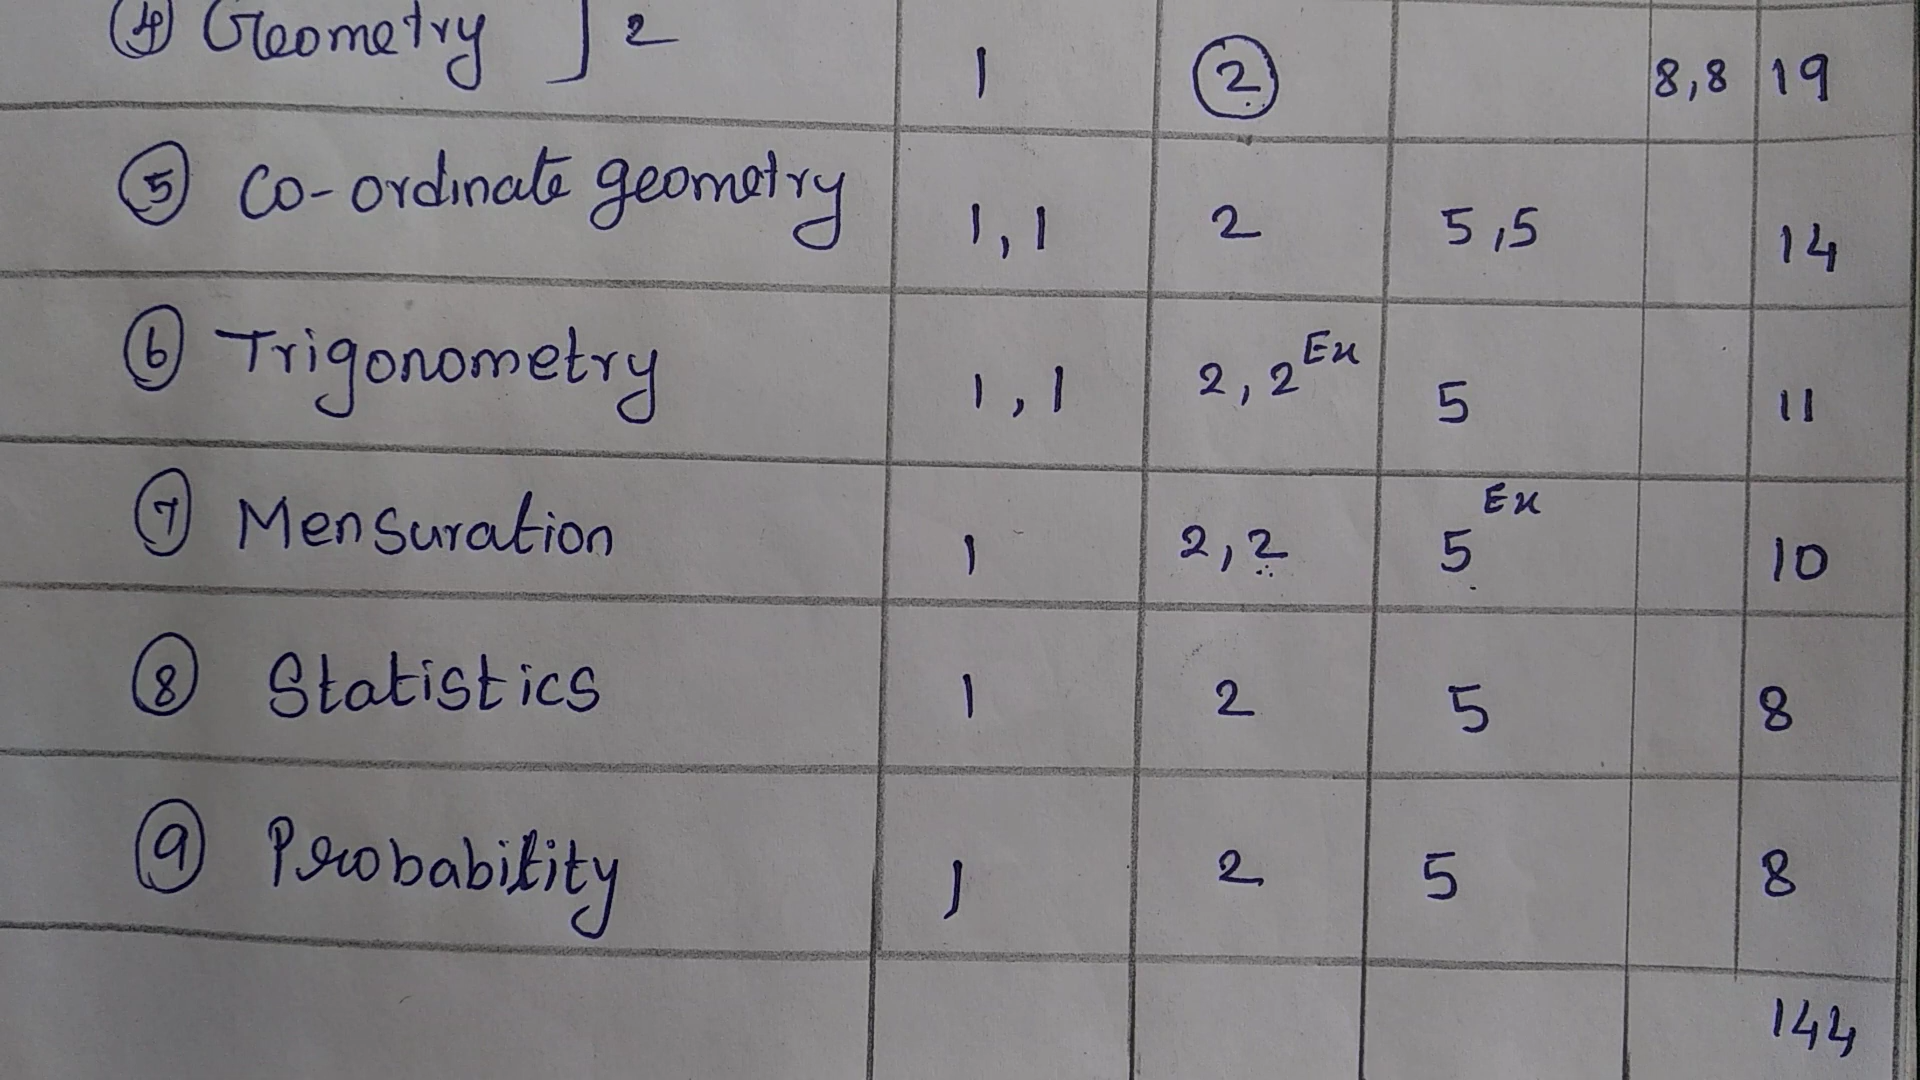 ④ Geometry ] 2 1 ② 8,8 19
⑤ Co-ordinate geometry 1,1 2 5,5 14
⑥ Trigonometry 1,1 2,2 Ex 5 11
⑦ Mensuration 1 2,2 5 Ex 10
⑧ Statistics 1 2 5 8
⑨ Probability 1 2 5 8
144